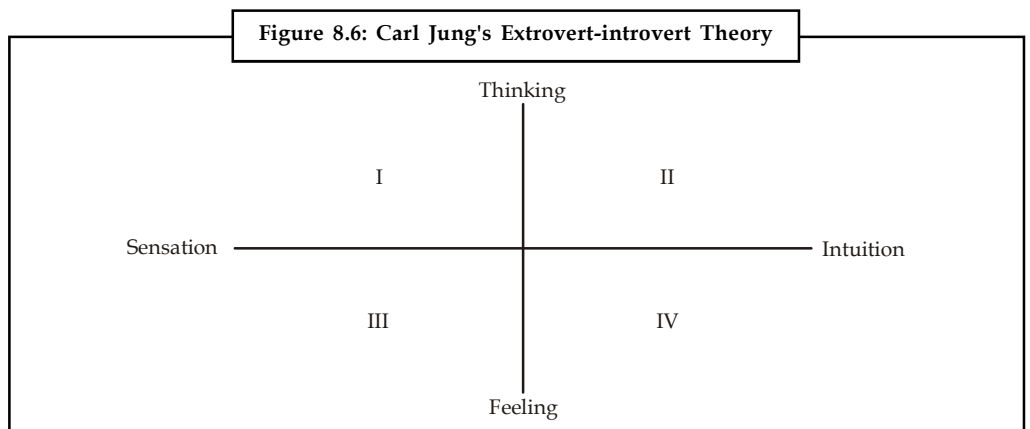 Figure 8.6: Carl Jung's Extrovert-introvert Theory
Thinking
I II
Sensation Intuition
III IV
Feeling